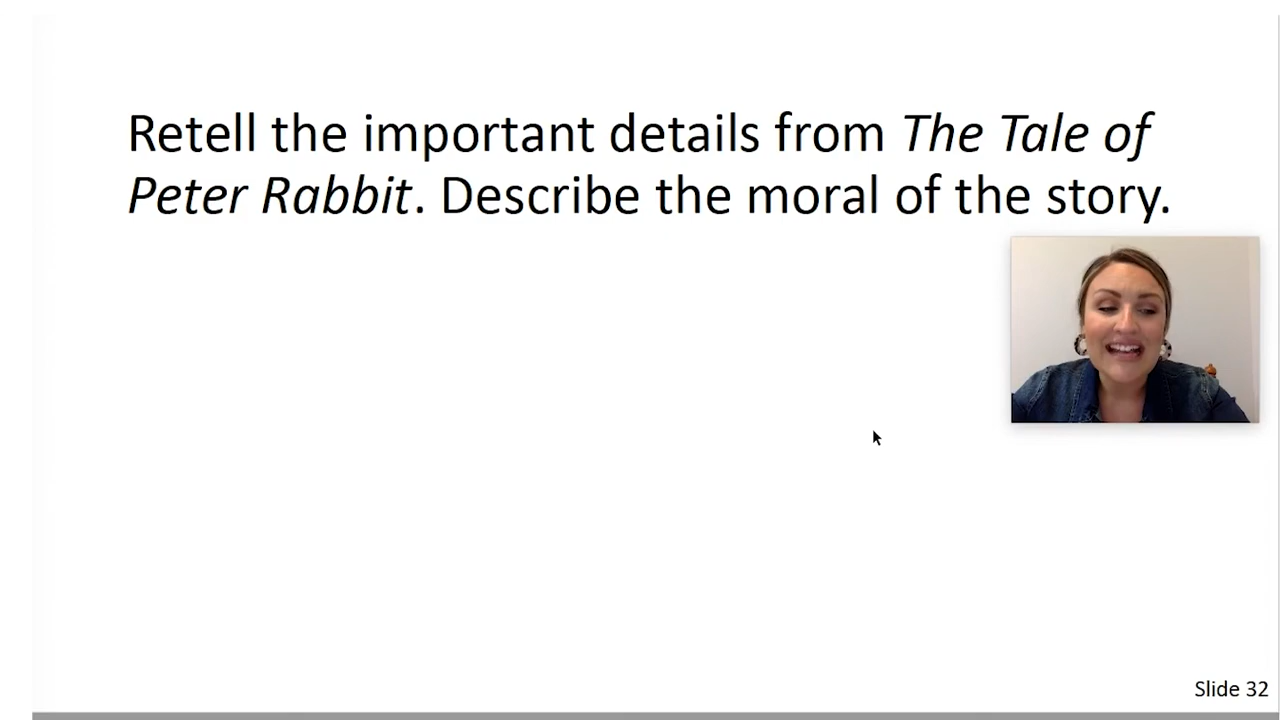 Retell the important details from The Tale of
Peter Rabbit. Describe the moral of the story.
Slide 32